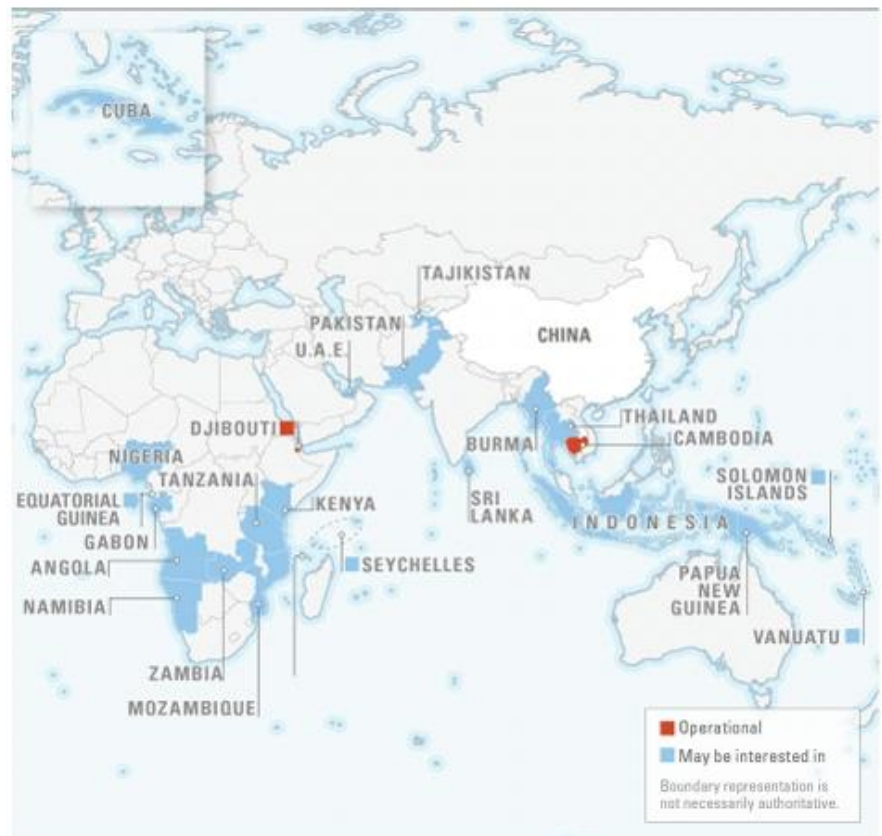 CUBA
TAJIKISTAN
PAKISTAN
CHINA
U.A.E.
DJIBOUTI
THAILAND
BURMA
CAMBODIA
NIGERIA
TANZANIA
SOLOMON
ISLANDS
EQUATORIAL
GUINEA
KENYA
SRI
LANKA
INDONESIA
GABON
ANGOLA
SEYCHELLES
PAPUA
NEW
GUINEA
NAMIBIA
VANUATU
ZAMBIA
MOZAMBIQUE
Operational
May be interested in
Boundary representation is
not necessarily authoritative.